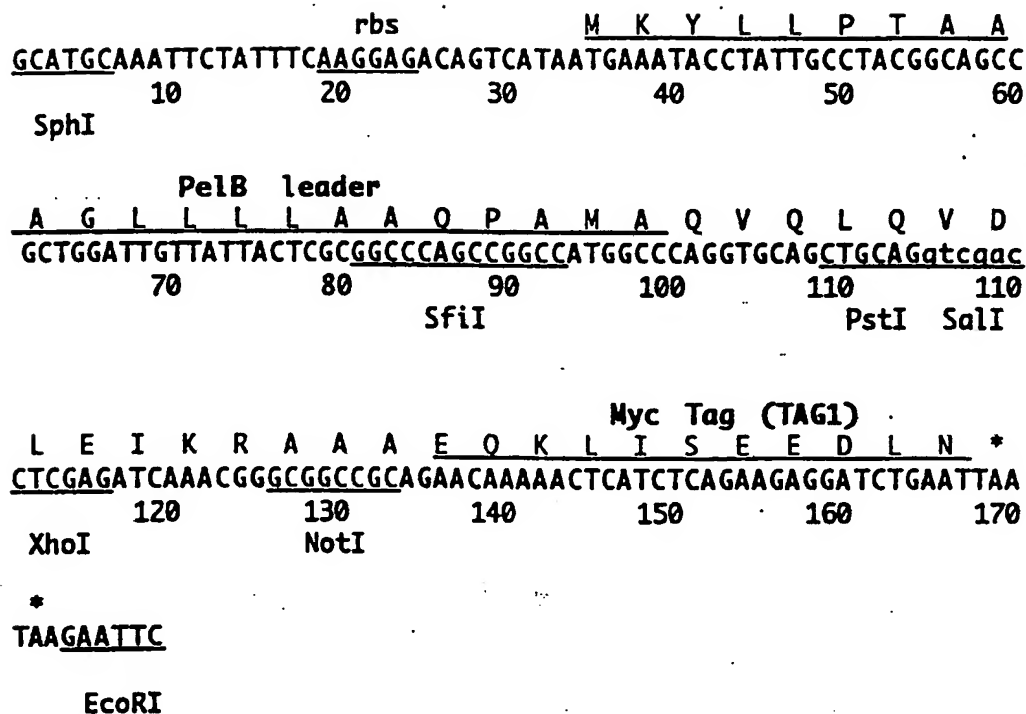 rbs M K Y L L P T A A
GCATGCAAATTCTATTTCAAGGAGACAGTCATAATGAAATACCTATTGCCTACGGCAGCC
10 20 30 40 50 60
SphI
PelB leader
A G L L L L A A Q P A M A Q V Q L Q V D
GCTGGATTGTTATTACTCGCGGCCCAGCCGGCCATGGCCCAGGTGCAGCTGCAGgtcgac
70 80 90 100 110 110
SfiI PstI SalI
Myc Tag (TAG1)
L E I K R A A A E Q K L I S E E D L N *
CTCGAGATCAAACGGGCGGCCGCAGAACAAAAACTCATCTCAGAAGAGGATCTGAATTAA
120 130 140 150 160 170
XhoI NotI
*
TAAGAATTC
EcoRI